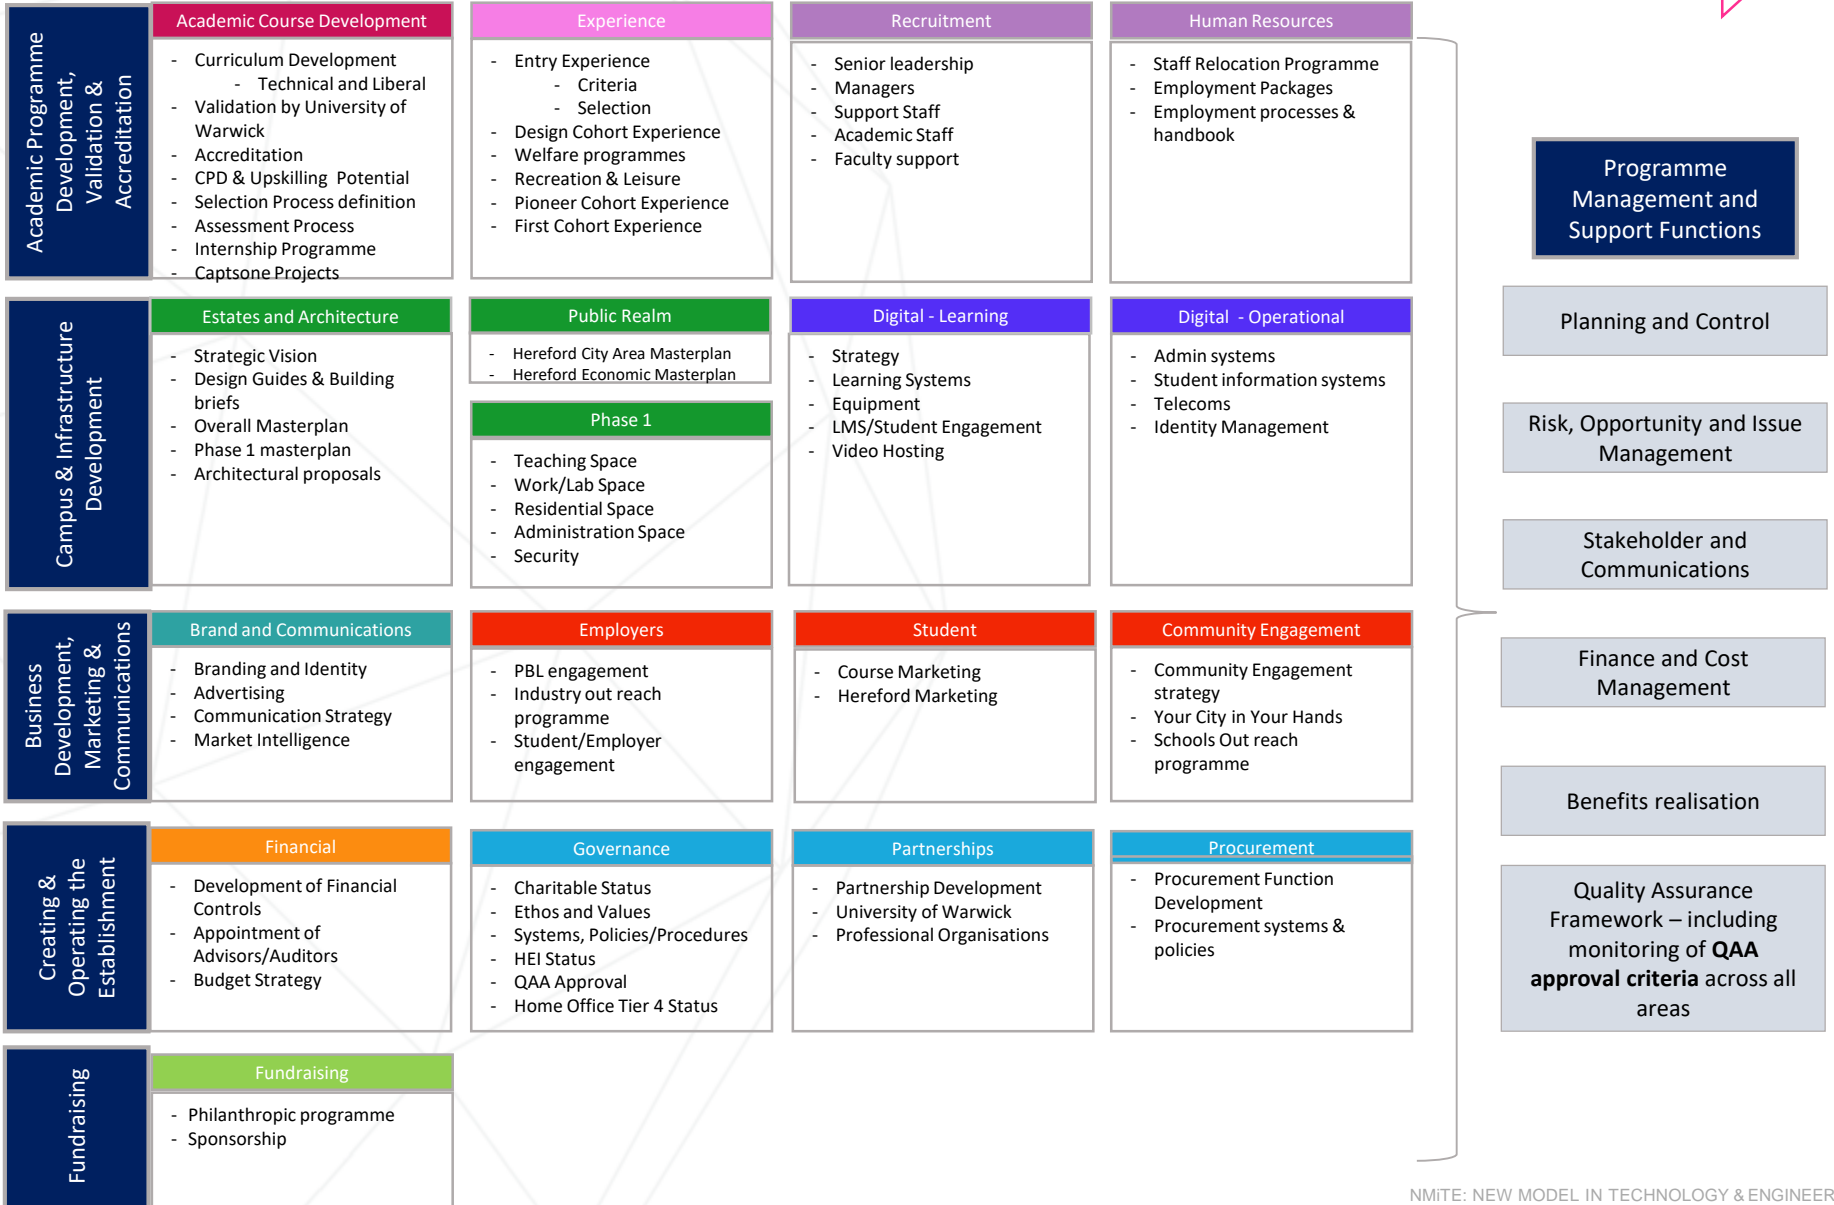 Academic Programme
Development,
Validation &
Accreditation
Academic Course Development
- Curriculum Development
- Technical and Liberal
- Validation by University of
Warwick
- Accreditation
- CPD & Upskilling Potential
- Selection Process definition
- Assessment Process
- Internship Programme
- Captsone Projects
Experience
- Entry Experience
- Criteria
- Selection
- Design Cohort Experience
- Welfare programmes
- Recreation & Leisure
- Pioneer Cohort Experience
- First Cohort Experience
Recruitment
- Senior leadership
- Managers
- Support Staff
- Academic Staff
- Faculty support
Human Resources
- Staff Relocation Programme
- Employment Packages
- Employment processes &
handbook
Campus & Infrastructure
Development
Estates and Architecture
- Strategic Vision
- Design Guides & Building
briefs
- Overall Masterplan
- Phase 1 masterplan
- Architectural proposals
Public Realm
- Hereford City Area Masterplan
- Hereford Economic Masterplan
Phase 1
- Teaching Space
- Work/Lab Space
- Residential Space
- Administration Space
- Security
Digital - Learning
- Strategy
- Learning Systems
- Equipment
- LMS/Student Engagement
- Video Hosting
Digital - Operational
- Admin systems
- Student information systems
- Telecoms
- Identity Management
Business
Development,
Marketing &
Communications
Brand and Communications
- Branding and Identity
- Advertising
- Communication Strategy
- Market Intelligence
Employers
- PBL engagement
- Industry out reach
programme
- Student/Employer
engagement
Student
- Course Marketing
- Hereford Marketing
Community Engagement
- Community Engagement
strategy
- Your City in Your Hands
- Schools Out reach
programme
Creating &
Operating the
Establishment
Financial
- Development of Financial
Controls
- Appointment of
Advisors/Auditors
- Budget Strategy
Governance
- Charitable Status
- Ethos and Values
- Systems, Policies/Procedures
- HEI Status
- QAA Approval
- Home Office Tier 4 Status
Partnerships
- Partnership Development
- University of Warwick
- Professional Organisations
Procurement
- Procurement Function
Development
- Procurement systems &
policies
Fundraising
Fundraising
- Philanthropic programme
- Sponsorship
Programme
Management and
Support Functions
Planning and Control
Risk, Opportunity and Issue
Management
Stakeholder and
Communications
Finance and Cost
Management
Benefits realisation
Quality Assurance
Framework – including
monitoring of QAA
approval criteria across all
areas
NMiTE: NEW MODEL IN TECHNOLOGY & ENGINEER